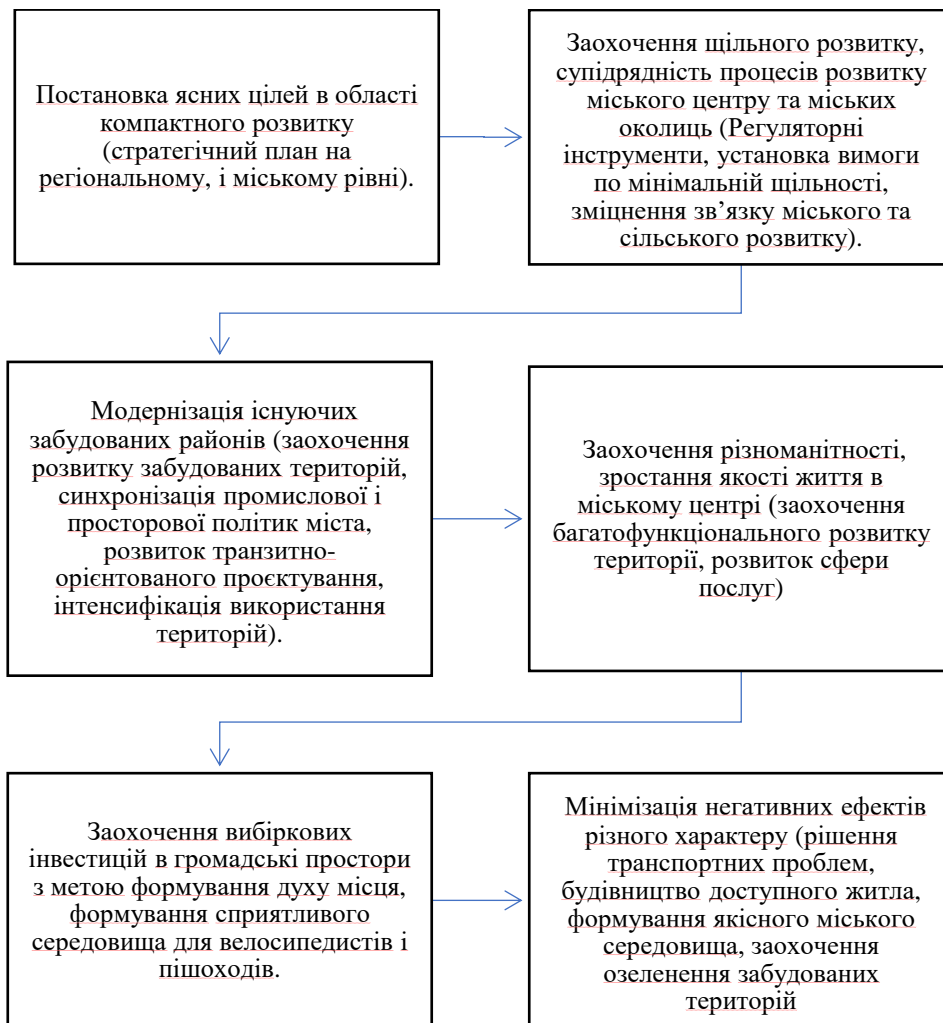 Постановка ясних цілей в області
компактного розвитку
(стратегічний план на
регіональному, і міському рівні).
Заохочення щільного розвитку,
супідрядність процесів розвитку
міського центру та міських
околиць (Регуляторні
інструменти, установка вимоги
по мінімальній щільності,
зміцнення зв’язку міського та
сільського розвитку).
Модернізація існуючих
забудованих районів (заохочення
розвитку забудованих територій,
синхронізація промислової і
просторової політик міста,
розвиток транзитно-
орієнтованого проєктування,
інтенсифікація використання
територій).
Заохочення різноманітності,
зростання якості життя в
міському центрі (заохочення
багатофункціонального розвитку
території, розвиток сфери
послуг)
Заохочення вибіркових
інвестицій в громадські простори
з метою формування духу місця,
формування сприятливого
середовища для велосипедистів і
пішоходів.
Мінімізація негативних ефектів
різного характеру (рішення
транспортних проблем,
будівництво доступного житла,
формування якісного міського
середовища, заохочення
озеленення забудованих
територій